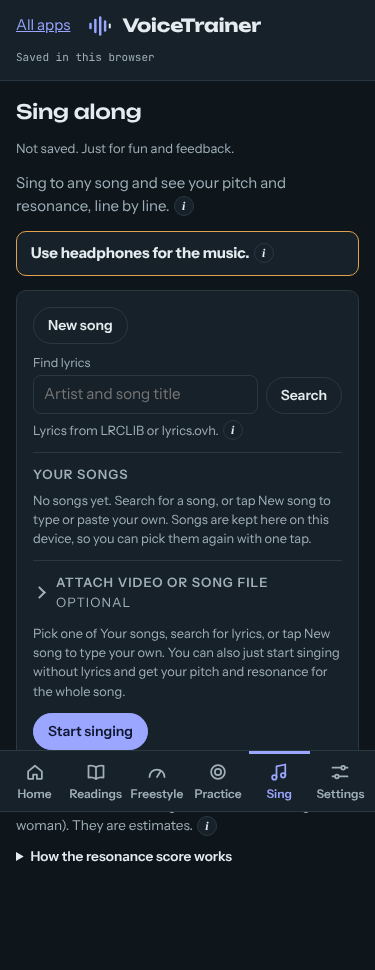 All apps
VoiceTrainer
Saved in this browser
Sing along
Not saved. Just for fun and feedback.
Sing to any song and see your pitch and
resonance, line by line. i
Use headphones for the music. i
New song
Find lyrics
Artist and song title
Search
Lyrics from LRCLIB or lyrics.ovh. i
YOUR SONGS
No songs yet. Search for a song, or tap New song to
type or paste your own. Songs are kept here on this
device, so you can pick them again with one tap.
ATTACH VIDEO OR SONG FILE
OPTIONAL
Pick one of Your songs, search for lyrics, or tap New
song to type your own. You can also just start singing
without lyrics and get your pitch and resonance for
the whole song.
Start singing
Home
Readings
Freestyle
Practice
Sing
Settings
woman). They are estimates. i
How the resonance score works